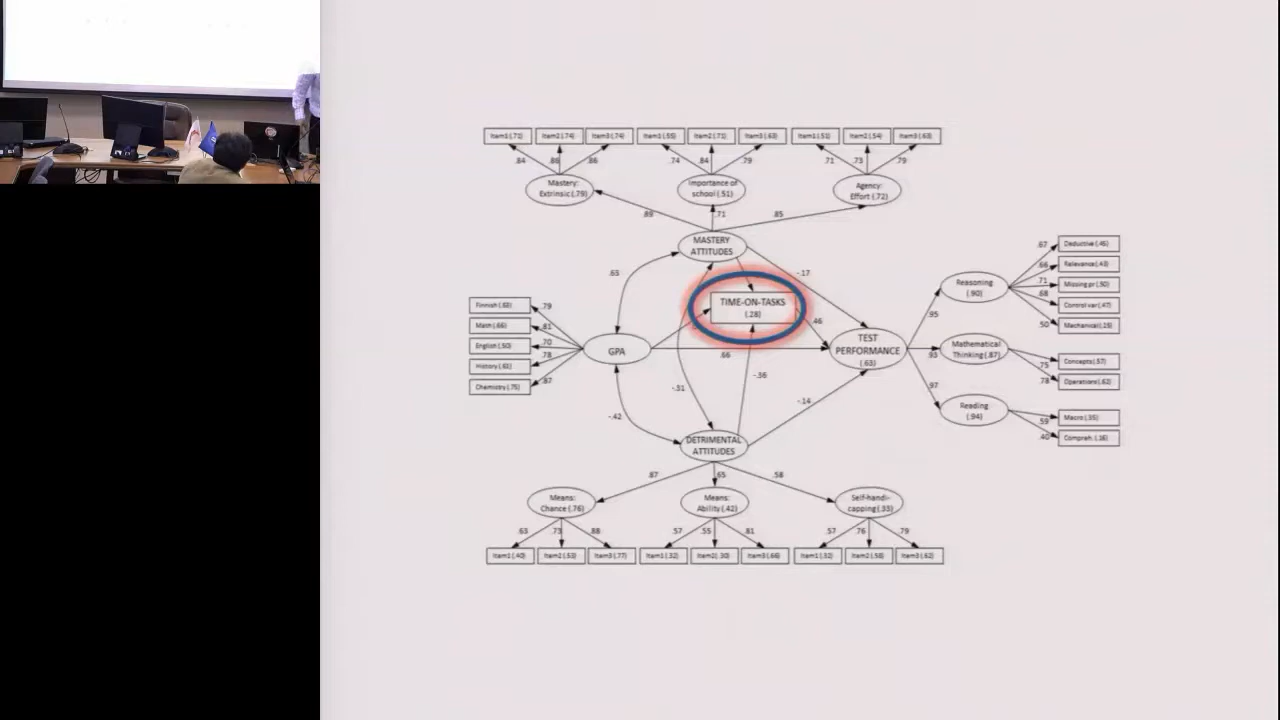 Item1 (.71) Item2 (.74) Item3 (.74) Item1 (.55) Item2 (.71) Item3 (.63) Item1 (.51) Item2 (.54) Item3 (.63)
.84 .86 .86 .74 .84 .79 .71 .73 .79
Mastery:
Extrinsic (.79)
Importance of
school (.51)
Agency:
Effort (.72)
.89 .71 .85
MASTERY
ATTITUDES
.65 -.17
TIME-ON-TASKS
(.28)
.46
Finnish (.63) .79
Math (.66) .81
English (.50) .70
History (.61) .78
Chemistry (.75) .87
GPA
.66
TEST
PERFORMANCE
(.63)
.95 .93 .97
Reasoning
(.90)
.67 Deductive (.45)
.66 Relevance (.43)
.71 Missing pr (.50)
.68 Control var (.47)
.50 Mechanical (.25)
Mathematical
Thinking (.87)
.75 Concepts (.57)
.78 Operations (.62)
Reading
(.94)
.59 Macro (.35)
.40 Compreh. (.16)
-.51 -.36
-.42 -.14
DETRIMENTAL
ATTITUDES
.87 .65 .58
Means:
Chance (.76)
Means:
Ability (.42)
Self-handi-
capping (.33)
.63 .73 .88 .57 .55 .81 .57 .76 .79
Item1 (.40) Item2 (.53) Item3 (.77) Item1 (.32) Item2 (.30) Item3 (.66) Item1 (.32) Item2 (.58) Item3 (.62)